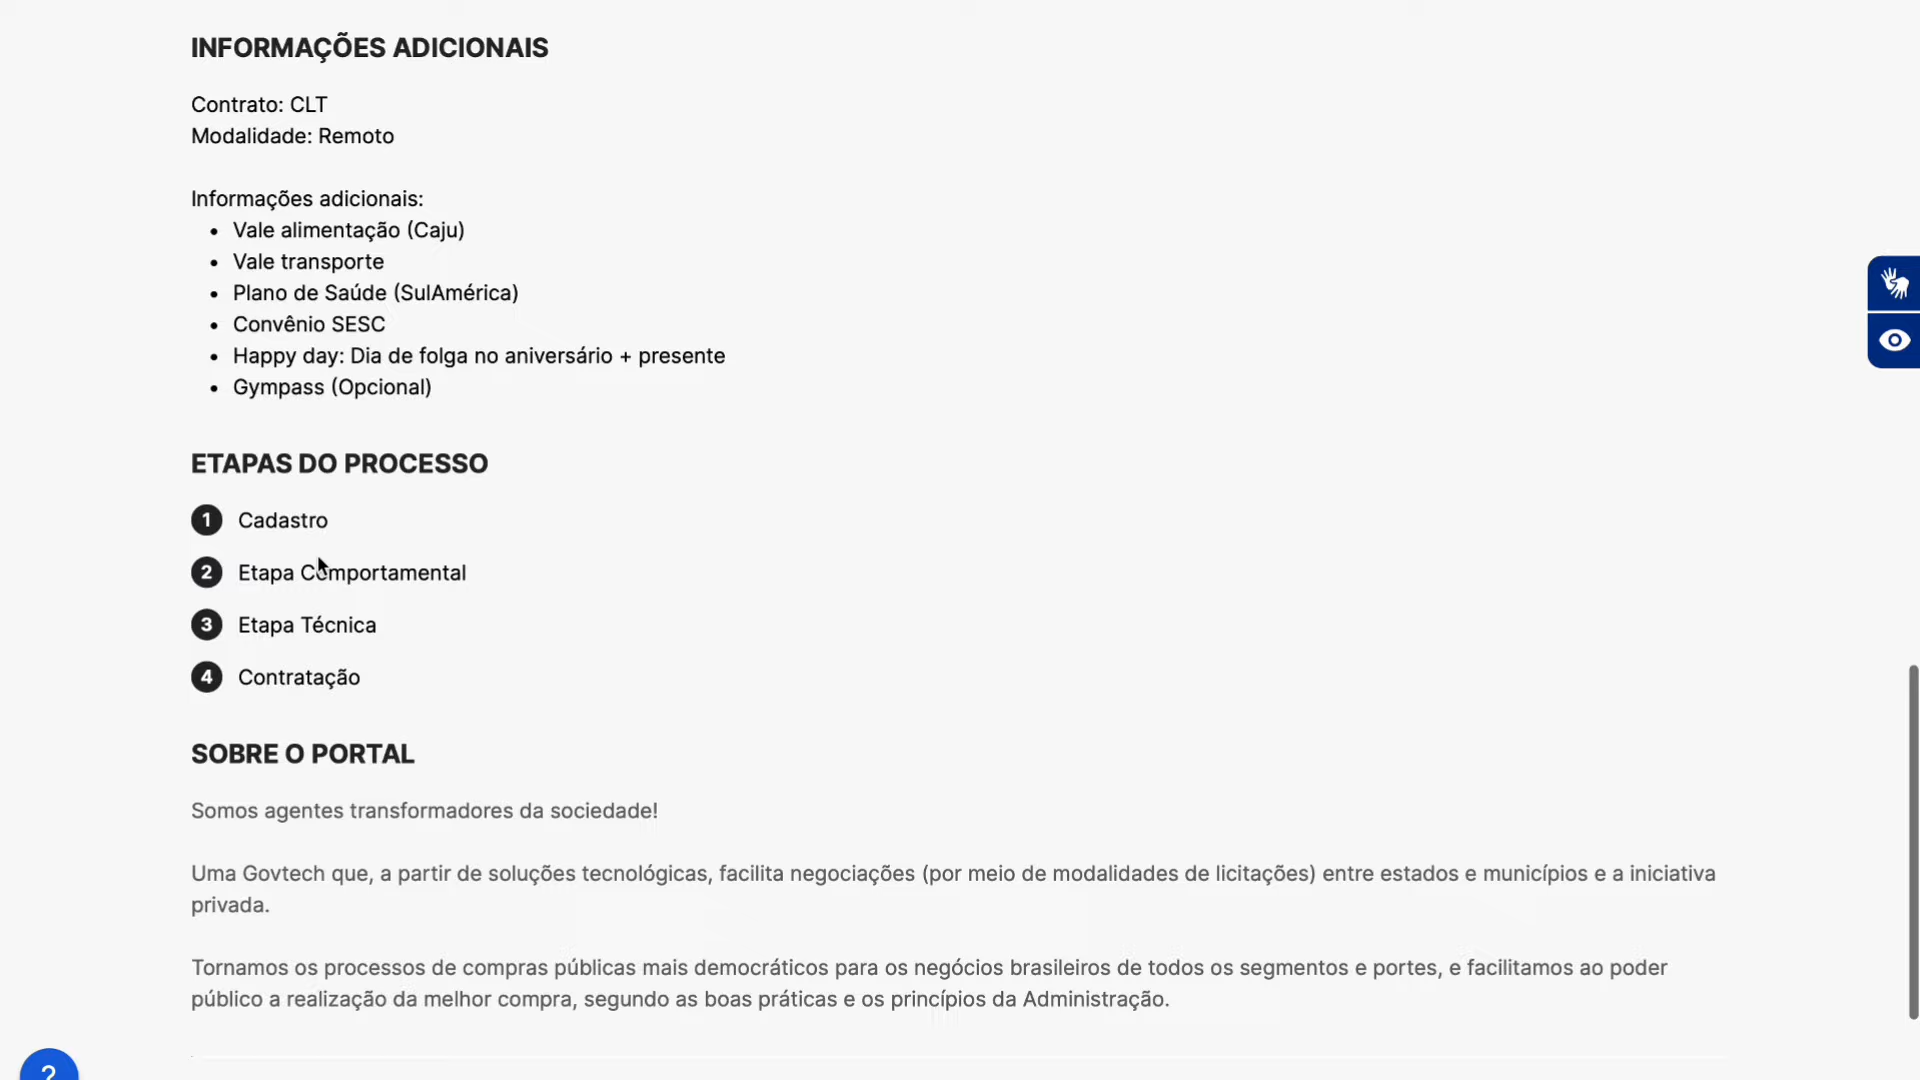 INFORMAÇÕES ADICIONAIS
Contrato: CLT
Modalidade: Remoto
Informações adicionais:
• Vale alimentação (Caju)
• Vale transporte
• Plano de Saúde (SulAmérica)
• Convênio SESC
• Happy day: Dia de folga no aniversário + presente
• Gympass (Opcional)
ETAPAS DO PROCESSO
1 Cadastro
2 Etapa Comportamental
3 Etapa Técnica
4 Contratação
SOBRE O PORTAL
Somos agentes transformadores da sociedade!
Uma Govtech que, a partir de soluções tecnológicas, facilita negociações (por meio de modalidades de licitações) entre estados e municípios e a iniciativa
privada.
Tornamos os processos de compras públicas mais democráticos para os negócios brasileiros de todos os segmentos e portes, e facilitamos ao poder
público a realização da melhor compra, segundo as boas práticas e os princípios da Administração.
?